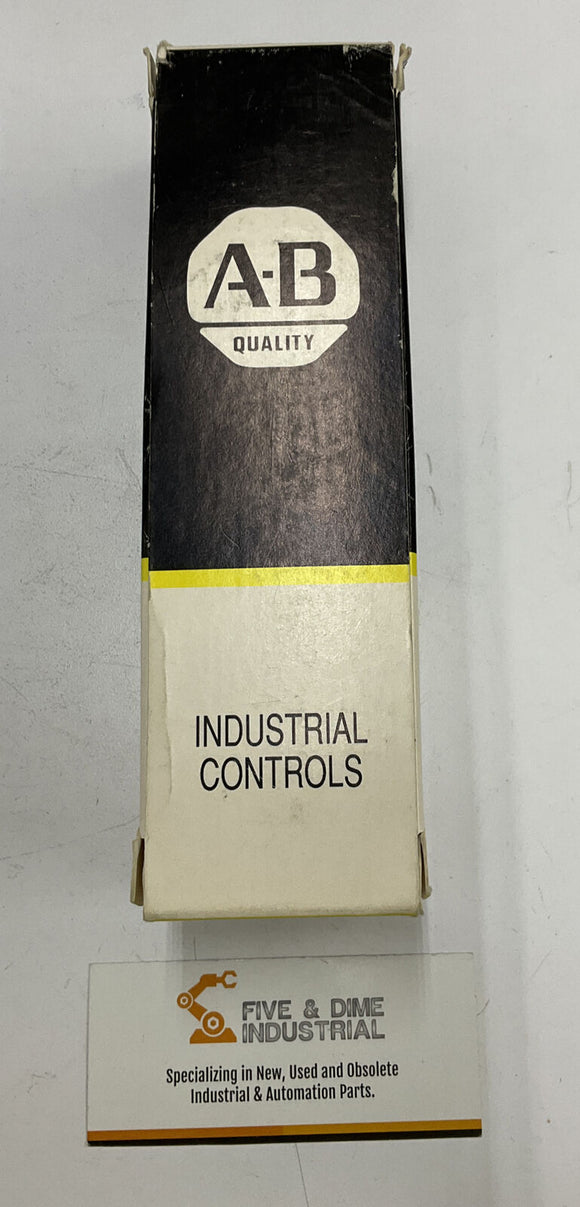 A-B
QUALITY
INDUSTRIAL
CONTROLS
FIVE & DIME
INDUSTRIAL
Specializing in New, Used and Obsolete
Industrial & Automation Parts.